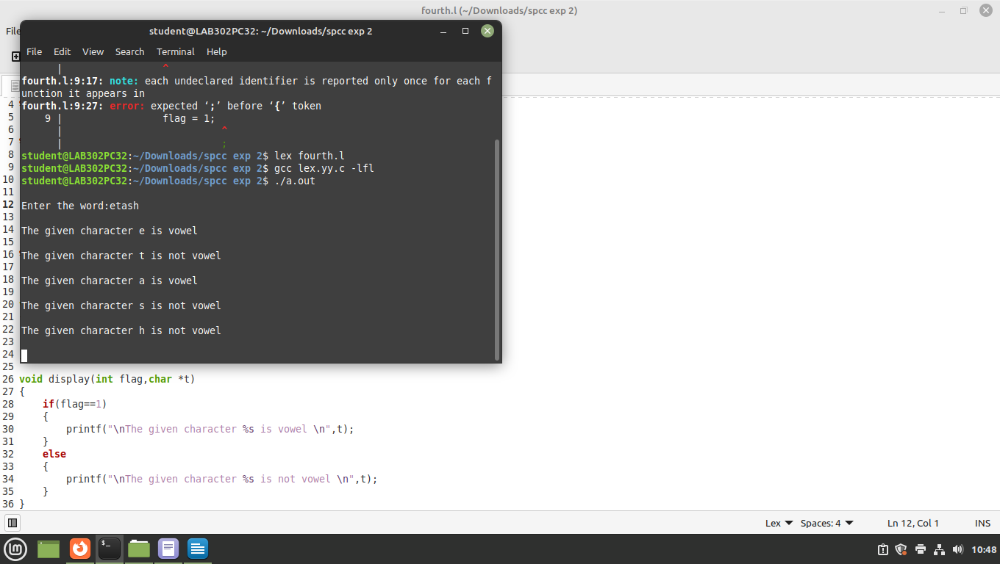 fourth.l (~/Downloads/spcc exp 2)
File
student@LAB302PC32: ~/Downloads/spcc exp 2
File Edit View Search Terminal Help
| ^
fourth.l:9:17: note: each undeclared identifier is reported only once for each f
unction it appears in
fourth.l:9:27: error: expected ‘;’ before ‘{’ token
9 | flag = 1;
| ^
| ;
student@LAB302PC32:~/Downloads/spcc exp 2$ lex fourth.l
student@LAB302PC32:~/Downloads/spcc exp 2$ gcc lex.yy.c -lfl
student@LAB302PC32:~/Downloads/spcc exp 2$ ./a.out
Enter the word:etash
The given character e is vowel
The given character t is not vowel
The given character a is vowel
The given character s is not vowel
The given character h is not vowel
4
5
6
7
8
9
10
11
12
13
14
15
16
17
18
19
20
21
22
23
24
25
26 void display(int flag,char *t)
27 {
28 if(flag==1)
29 {
30 printf("\nThe given character %s is vowel \n",t);
31 }
32 else
33 {
34 printf("\nThe given character %s is not vowel \n",t);
35 }
36 }
Lex Spaces: 4 Ln 12, Col 1 INS
10:48